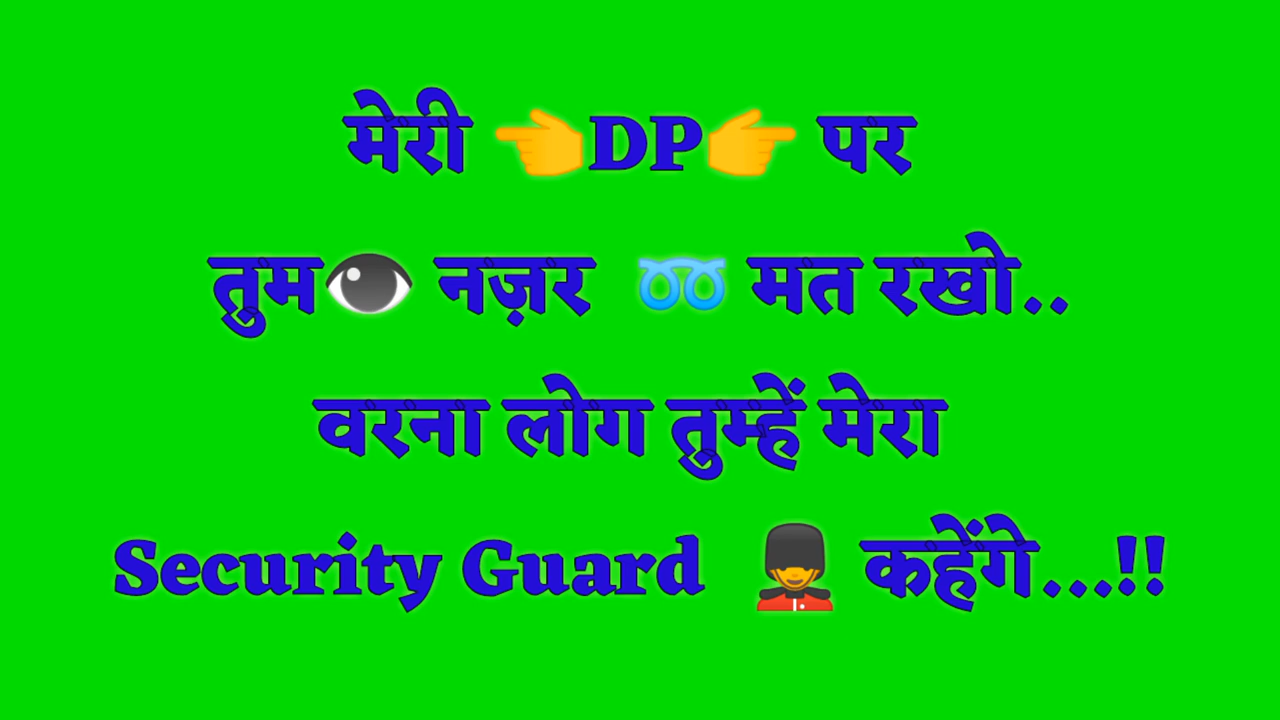 मेरी 👈DP👉 पर
तुम👁 नज़र ➿ मत रखो..
वरना लोग तुम्हें मेरा
Security Guard 💂 कहेंगे...!!